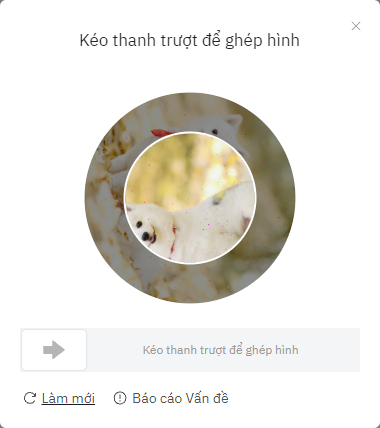 Kéo thanh trượt để ghép hình
Kéo thanh trượt để ghép hình
Làm mới Báo cáo Vấn đề